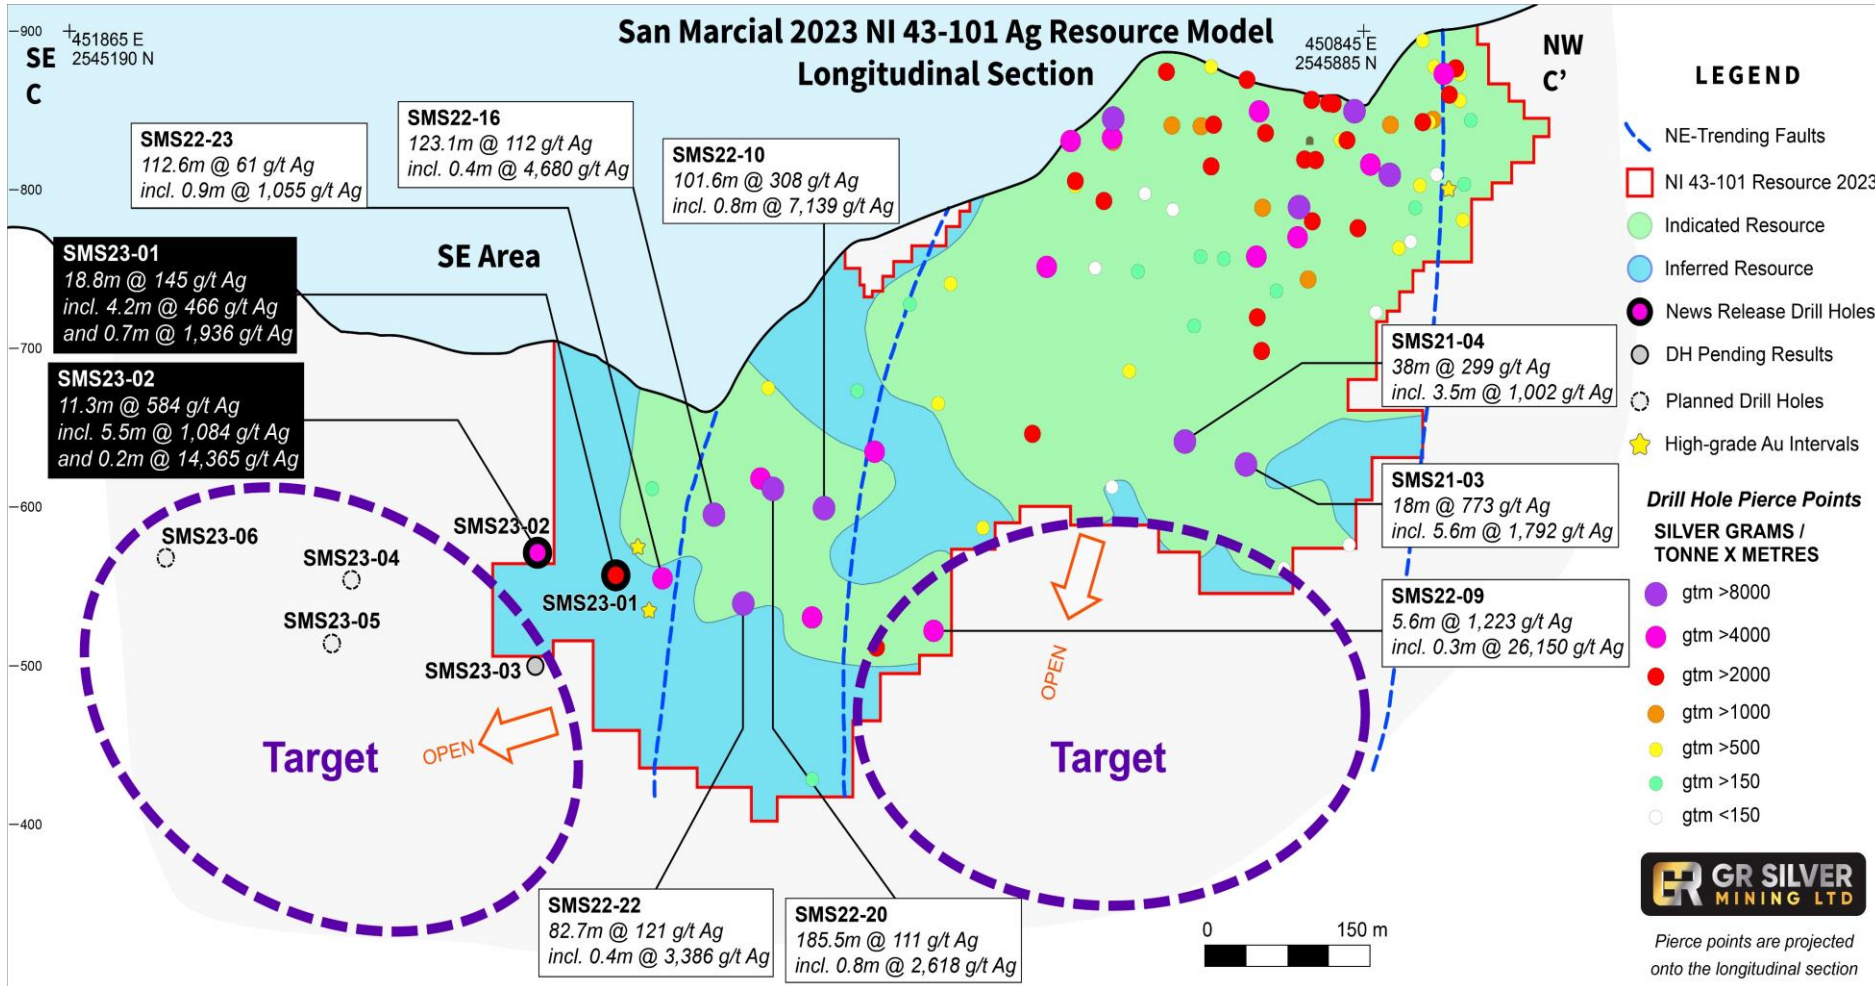 San Marcial 2023 NI 43-101 Ag Resource Model
Longitudinal Section
900
451865 E
2545190 N
SE
C
450845 E
2545885 N
NW
C’
800
700
600
500
400
SE Area
SMS22-23
112.6m @ 61 g/t Ag
incl. 0.9m @ 1,055 g/t Ag
SMS22-16
123.1m @ 112 g/t Ag
incl. 0.4m @ 4,680 g/t Ag
SMS22-10
101.6m @ 308 g/t Ag
incl. 0.8m @ 7,139 g/t Ag
SMS23-01
18.8m @ 145 g/t Ag
incl. 4.2m @ 466 g/t Ag
and 0.7m @ 1,936 g/t Ag
SMS23-02
11.3m @ 584 g/t Ag
incl. 5.5m @ 1,084 g/t Ag
and 0.2m @ 14,365 g/t Ag
SMS21-04
38m @ 299 g/t Ag
incl. 3.5m @ 1,002 g/t Ag
SMS21-03
18m @ 773 g/t Ag
incl. 5.6m @ 1,792 g/t Ag
SMS22-09
5.6m @ 1,223 g/t Ag
incl. 0.3m @ 26,150 g/t Ag
SMS23-06
SMS23-04
SMS23-05
SMS23-02
SMS23-01
SMS23-03
Target
OPEN
OPEN
Target
SMS22-22
82.7m @ 121 g/t Ag
incl. 0.4m @ 3,386 g/t Ag
SMS22-20
185.5m @ 111 g/t Ag
incl. 0.8m @ 2,618 g/t Ag
0 150 m
LEGEND
NE-Trending Faults
NI 43-101 Resource 2023
Indicated Resource
Inferred Resource
News Release Drill Holes
DH Pending Results
Planned Drill Holes
High-grade Au Intervals
Drill Hole Pierce Points
SILVER GRAMS /
TONNE X METRES
gtm >8000
gtm >4000
gtm >2000
gtm >1000
gtm >500
gtm >150
gtm <150
GR SILVER
MINING LTD
Pierce points are projected
onto the longitudinal section